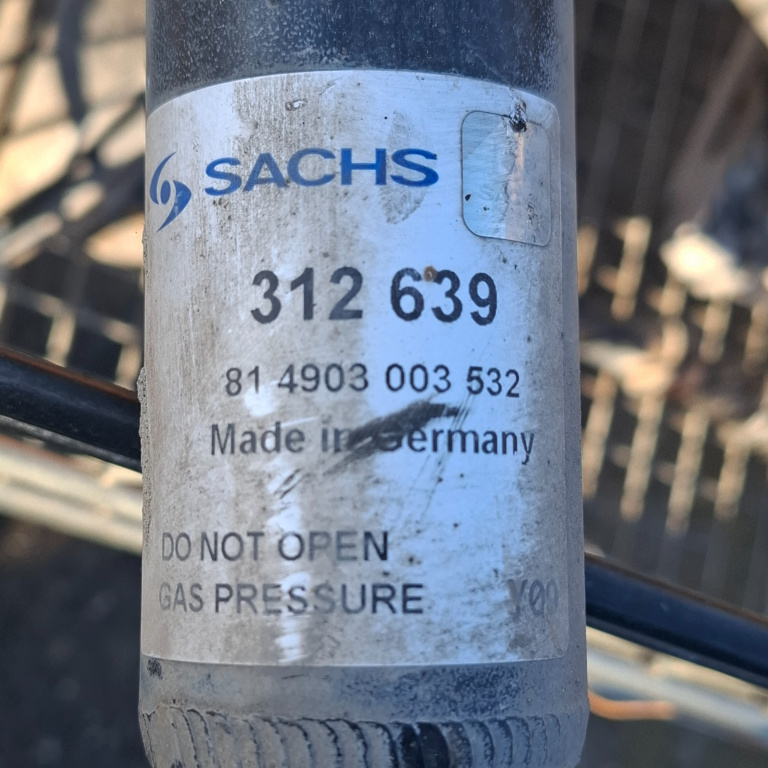 SACHS
312 639
81 4903 003 532
Made in Germany
DO NOT OPEN
GAS PRESSURE